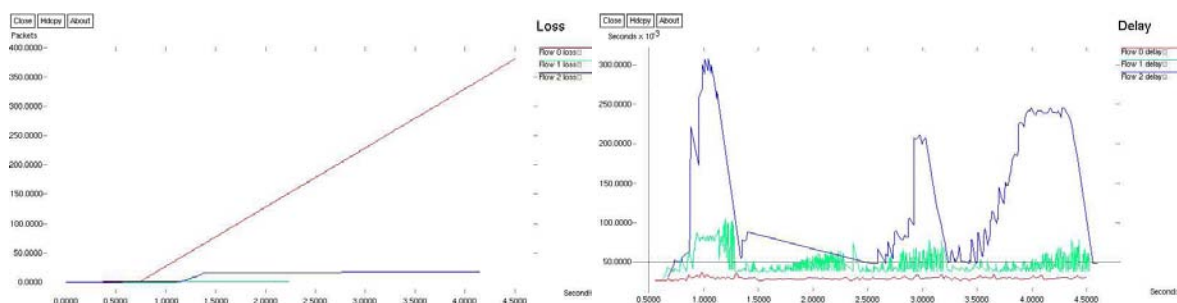 Close Hdcpy About Loss
Packets
400.0000
350.0000
300.0000
250.0000
200.0000
150.0000
100.0000
50.0000
0.0000
0.0000 0.5000 1.0000 1.5000 2.0000 2.5000 3.0000 3.5000 4.0000 4.5000
Seconds
Flow 0 loss
Flow 1 loss
Flow 2 loss
Close Hdcpy About Delay
Seconds x 10-3
300.0000
250.0000
200.0000
150.0000
100.0000
50.0000
0.5000 1.0000 1.5000 2.0000 2.5000 3.0000 3.5000 4.0000 4.5000
Seconds
Flow 0 delay
Flow 1 delay
Flow 2 delay